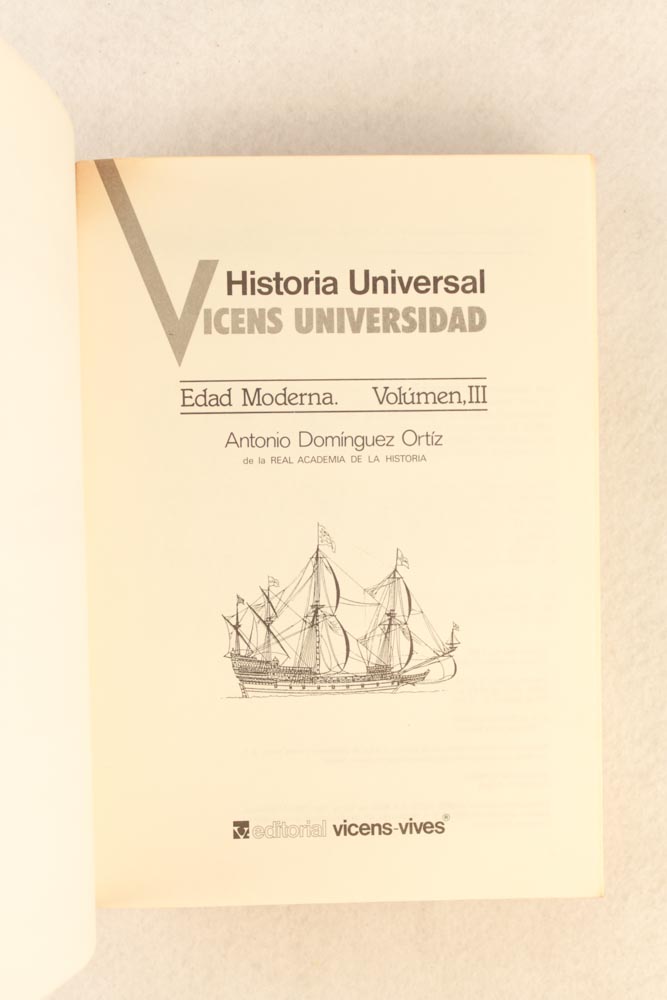 Historia Universal
VICENS UNIVERSIDAD
Edad Moderna. Volúmen, III
Antonio Domínguez Ortíz
de la REAL ACADEMIA DE LA HISTORIA
editorial vicens-vives®